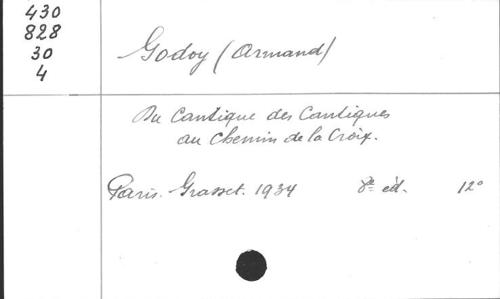 430
828
30
4
Godoy (Armand)
Du Cantique des Cantiques
au Chemin de la Croix.
Paris. Grasset. 1934 8e éd. 12°